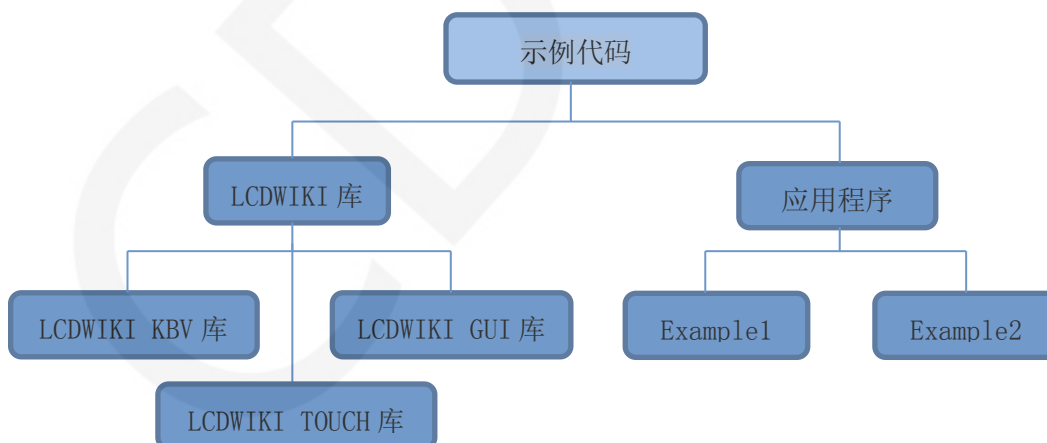 示例代码
LCDWIKI 库
应用程序
LCDWIKI KBV 库
LCDWIKI GUI 库
Example1
Example2
LCDWIKI TOUCH 库